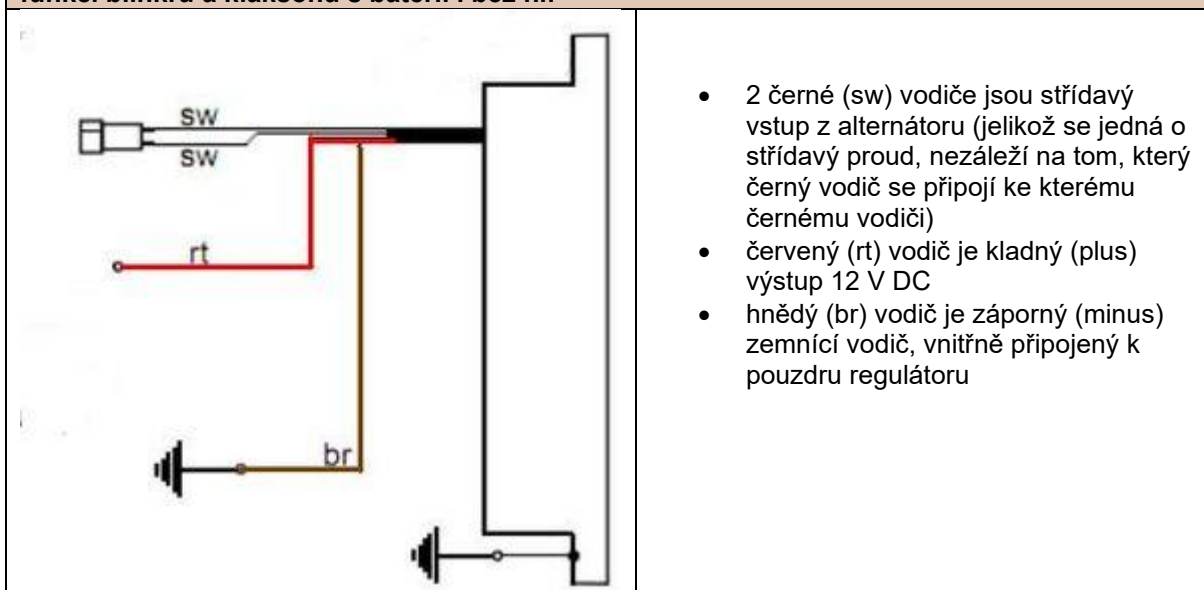 sw
sw
rt
br
• 2 černé (sw) vodiče jsou střídavý
vstup z alternátoru (jelikož se jedná o
střídavý proud, nezáleží na tom, který
černý vodič se připojí ke kterému
černému vodiči)
• červený (rt) vodič je kladný (plus)
výstup 12 V DC
• hnědý (br) vodič je záporný (minus)
zemnící vodič, vnitřně připojený k
pouzdru regulátoru